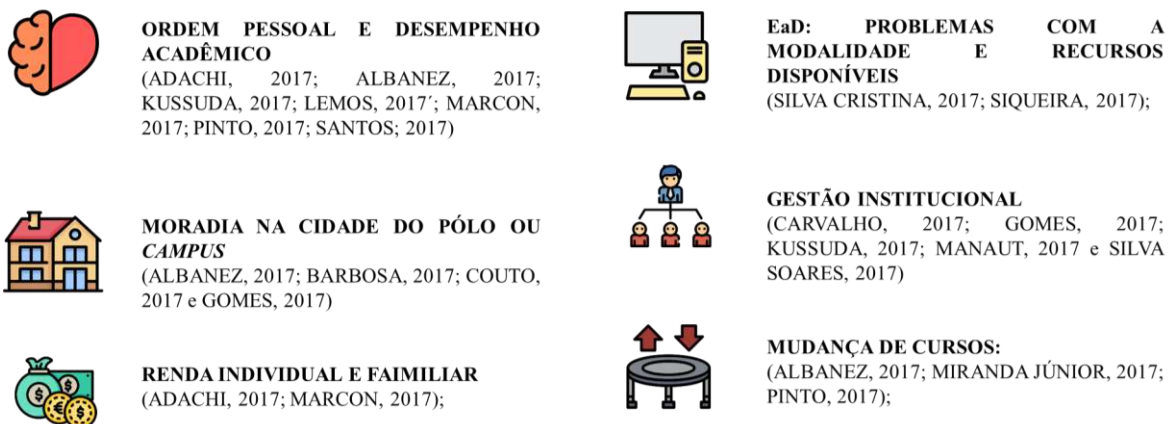 ORDEM PESSOAL E DESEMPENHO
ACADÊMICO
(ADACHI, 2017; ALBANEZ, 2017;
KUSSUDA, 2017; LEMOS, 2017´; MARCON,
2017; PINTO, 2017; SANTOS; 2017)
MORADIA NA CIDADE DO PÓLO OU
CAMPUS
(ALBANEZ, 2017; BARBOSA, 2017; COUTO,
2017 e GOMES, 2017)
RENDA INDIVIDUAL E FAIMILIAR
(ADACHI, 2017; MARCON, 2017);
EaD: PROBLEMAS COM A
MODALIDADE E RECURSOS
DISPONÍVEIS
(SILVA CRISTINA, 2017; SIQUEIRA, 2017);
GESTÃO INSTITUCIONAL
(CARVALHO, 2017; GOMES, 2017;
KUSSUDA, 2017; MANAUT, 2017 e SILVA
SOARES, 2017)
MUDANÇA DE CURSOS:
(ALBANEZ, 2017; MIRANDA JÚNIOR, 2017;
PINTO, 2017);